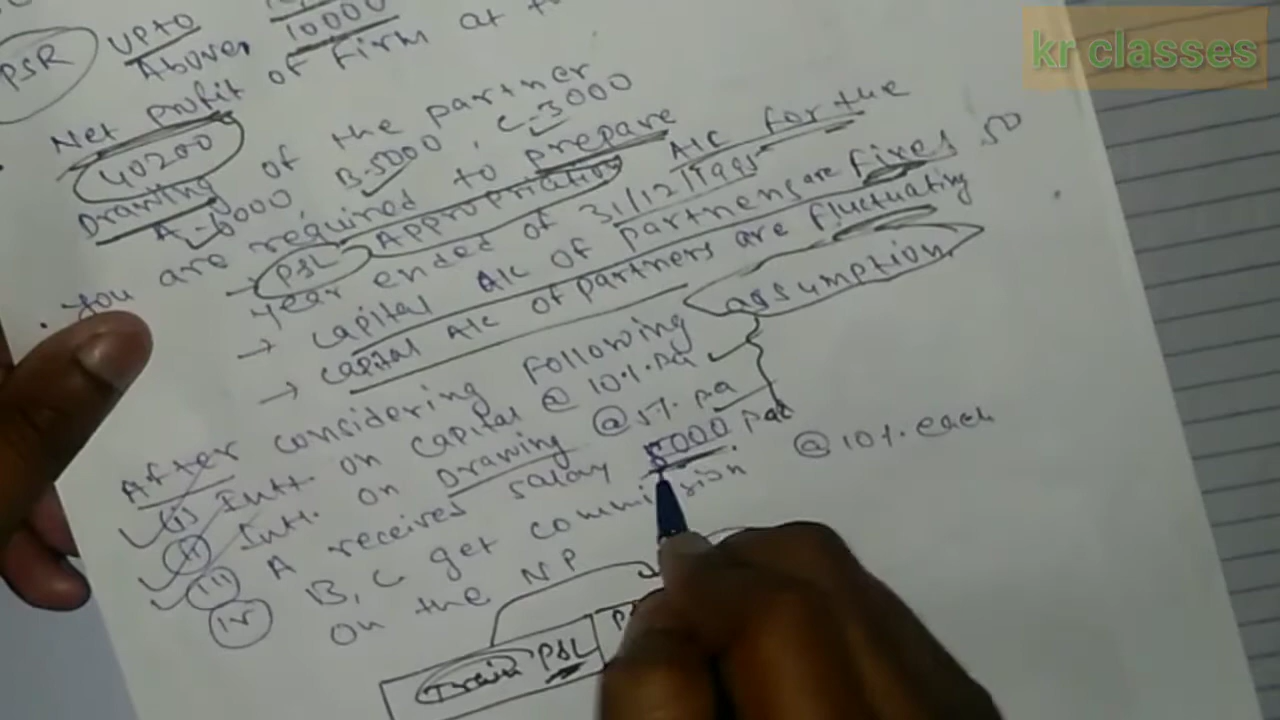 kr classes
PSR
UPto
Above, 10000
Net profit of firm at
40200
Drawing of the partner
A-6000 B-5000, C-3000
You are required to prepare
→ P&L Appropriation A/C for the
year ended of 31/12/1995
→ capital A/C of partners are fixes 50
→ capital A/C of partners are fluctuating
assumption
After considering following
(i) Intt. on capital @ 10%.Pa
(ii) Intt. on Drawing @5%. Pa
(iii) A receives salary 5000 Pa
(iv) B, C get commission @10%. each
on the NP
P&L